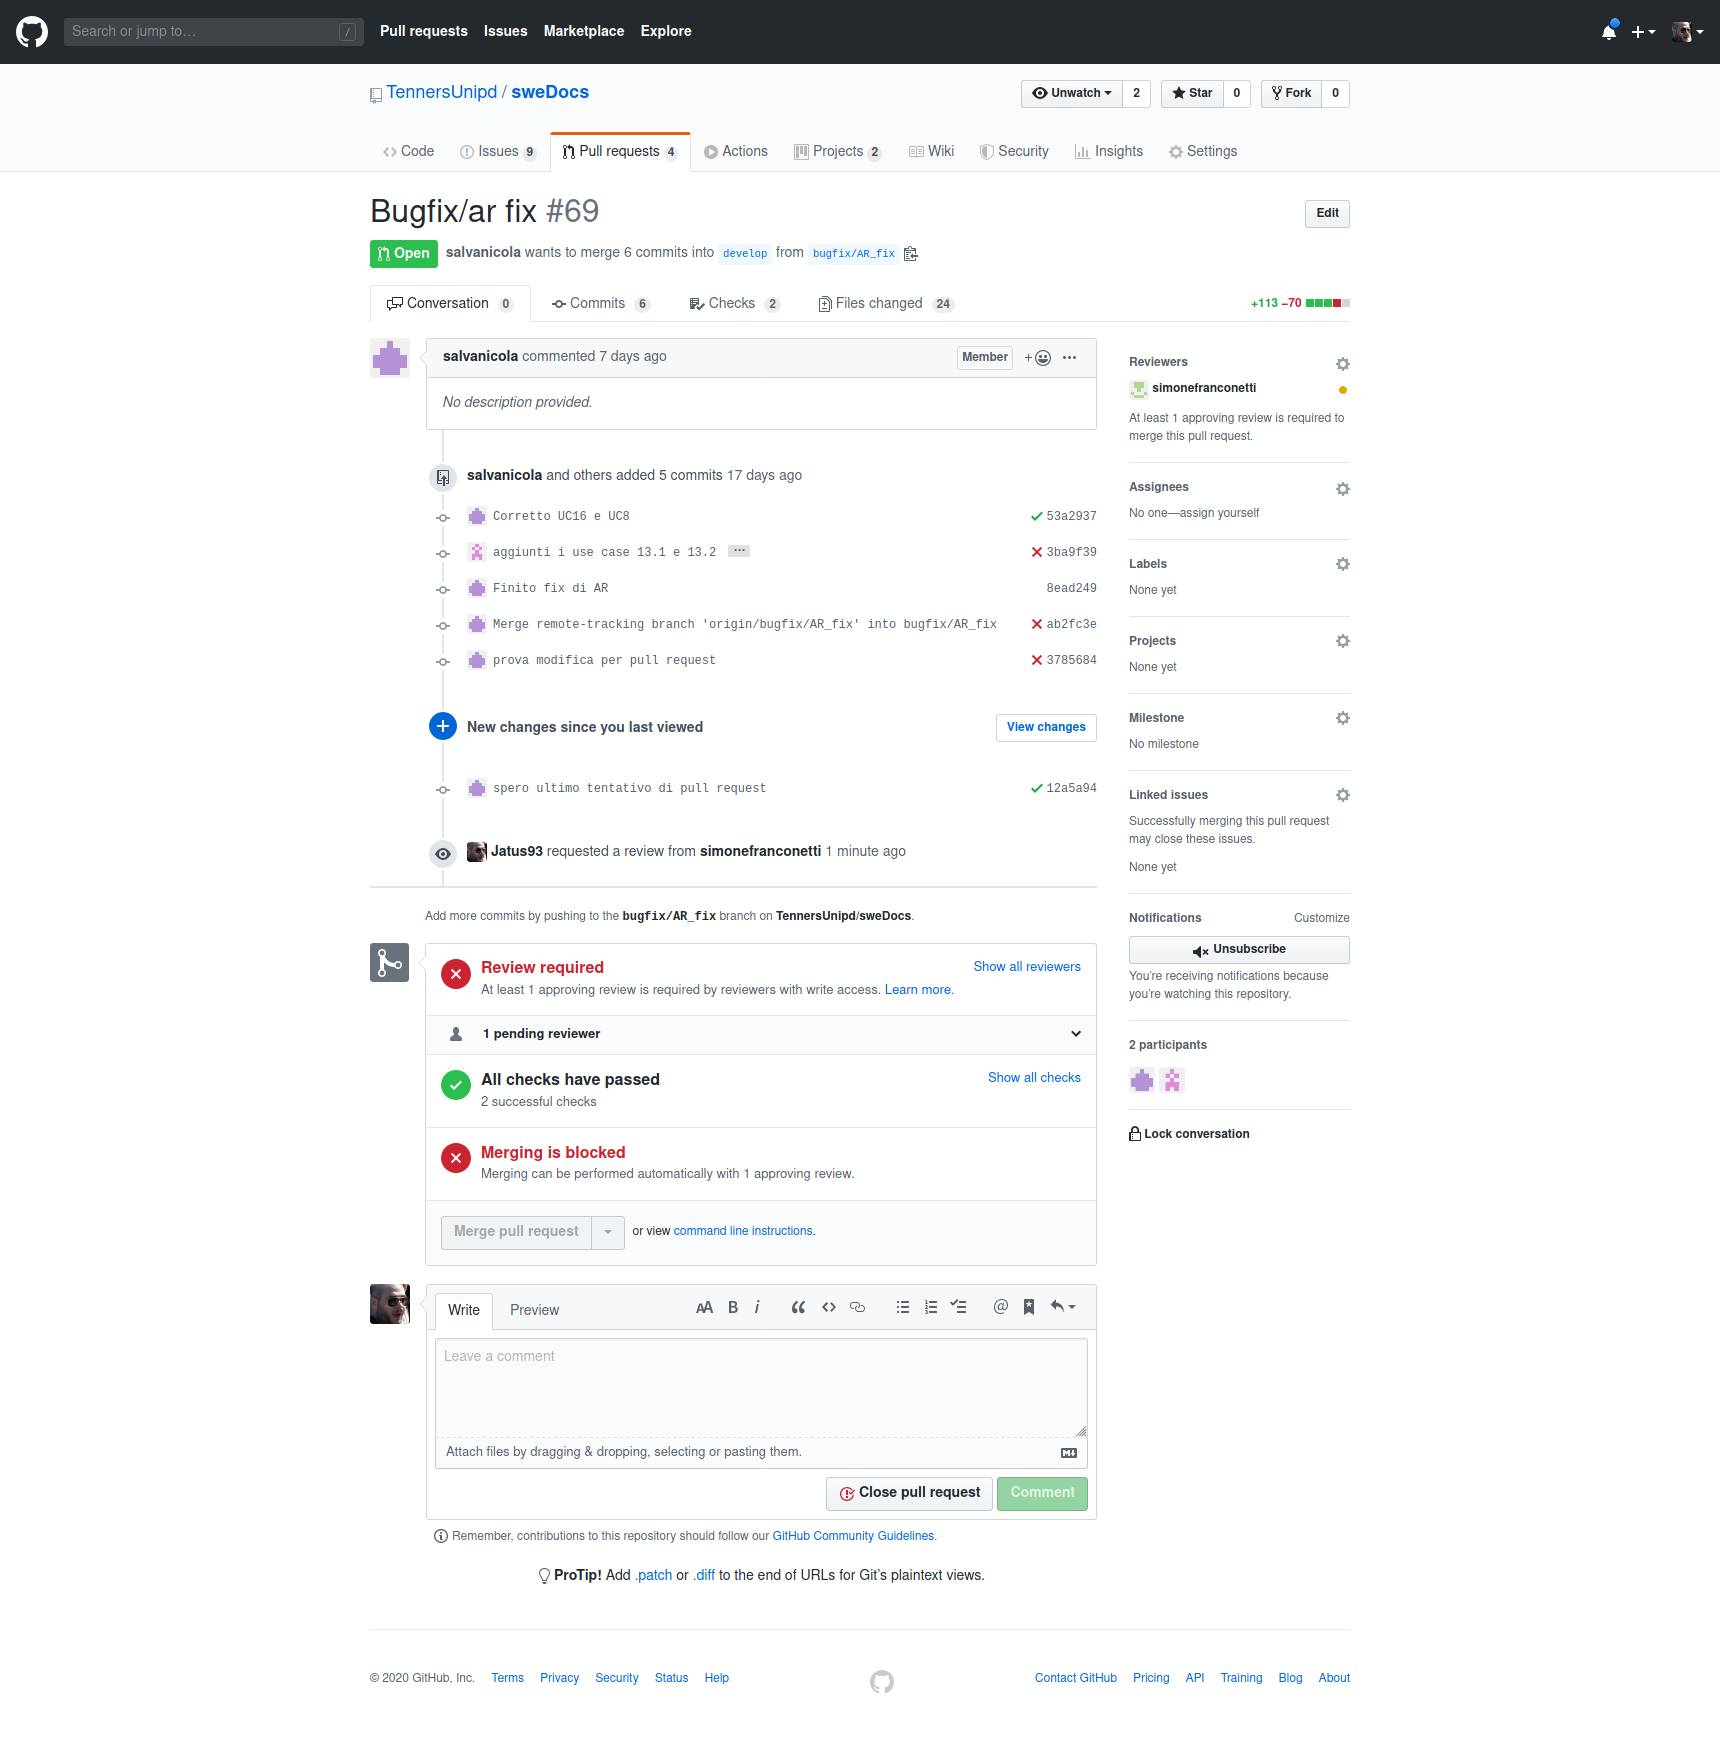 Search or jump to… /
Pull requests Issues Marketplace Explore
TennersUnipd / sweDocs
Unwatch 2 Star 0 Fork 0
Code Issues 9 Pull requests 4 Actions Projects 2 Wiki Security Insights Settings
Bugfix/ar fix #69
Edit
Open salvanicola wants to merge 6 commits into develop from bugfix/AR_fix
Conversation 0 Commits 6 Checks 2 Files changed 24
+113 −70
salvanicola commented 7 days ago
Member
No description provided.
salvanicola and others added 5 commits 17 days ago
Corretto UC16 e UC8 53a2937
aggiunti i use case 13.1 e 13.2 … 3ba9f39
Finito fix di AR 8ead249
Merge remote-tracking branch 'origin/bugfix/AR_fix' into bugfix/AR_fix ab2fc3e
prova modifica per pull request 3785684
New changes since you last viewed View changes
spero ultimo tentativo di pull request 12a5a94
Jatus93 requested a review from simonefranconetti 1 minute ago
Add more commits by pushing to the bugfix/AR_fix branch on TennersUnipd/sweDocs.
Review required Show all reviewers
At least 1 approving review is required by reviewers with write access. Learn more.
1 pending reviewer
All checks have passed Show all checks
2 successful checks
Merging is blocked
Merging can be performed automatically with 1 approving review.
Merge pull request or view command line instructions.
Write Preview
AA B i
Leave a comment
Attach files by dragging & dropping, selecting or pasting them.
Close pull request Comment
Remember, contributions to this repository should follow our GitHub Community Guidelines.
ProTip! Add .patch or .diff to the end of URLs for Git's plaintext views.
Reviewers
simonefranconetti
At least 1 approving review is required to
merge this pull request.
Assignees
No one—assign yourself
Labels
None yet
Projects
None yet
Milestone
No milestone
Linked issues
Successfully merging this pull request
may close these issues.
None yet
Notifications Customize
Unsubscribe
You're receiving notifications because
you're watching this repository.
2 participants
Lock conversation
© 2020 GitHub, Inc. Terms Privacy Security Status Help
Contact GitHub Pricing API Training Blog About